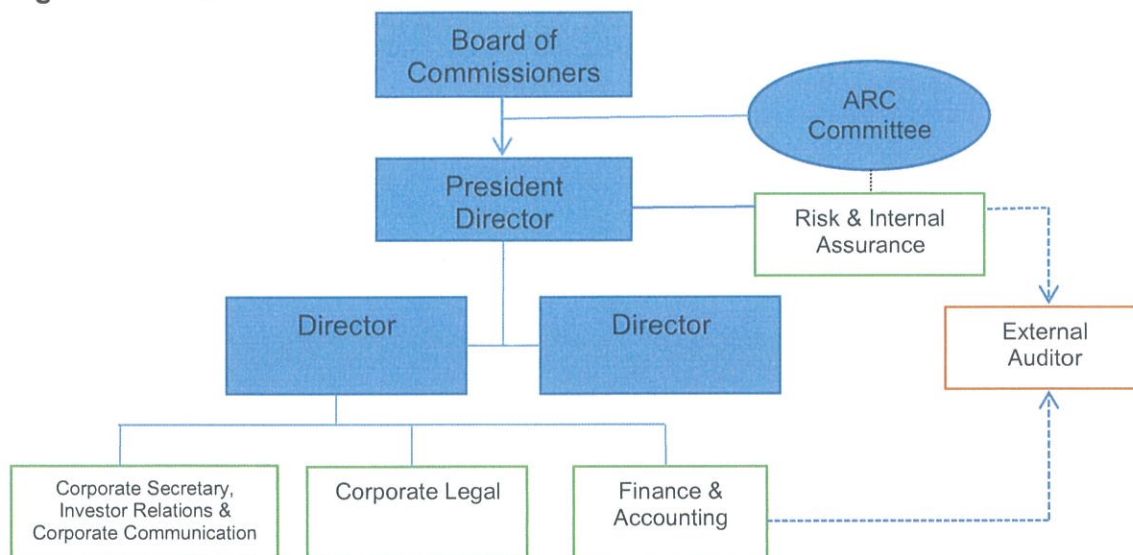 Board of
Commissioners
ARC
Committee
President
Director
Risk & Internal
Assurance
Director
Director
External
Auditor
Corporate Secretary,
Investor Relations &
Corporate Communication
Corporate Legal
Finance &
Accounting